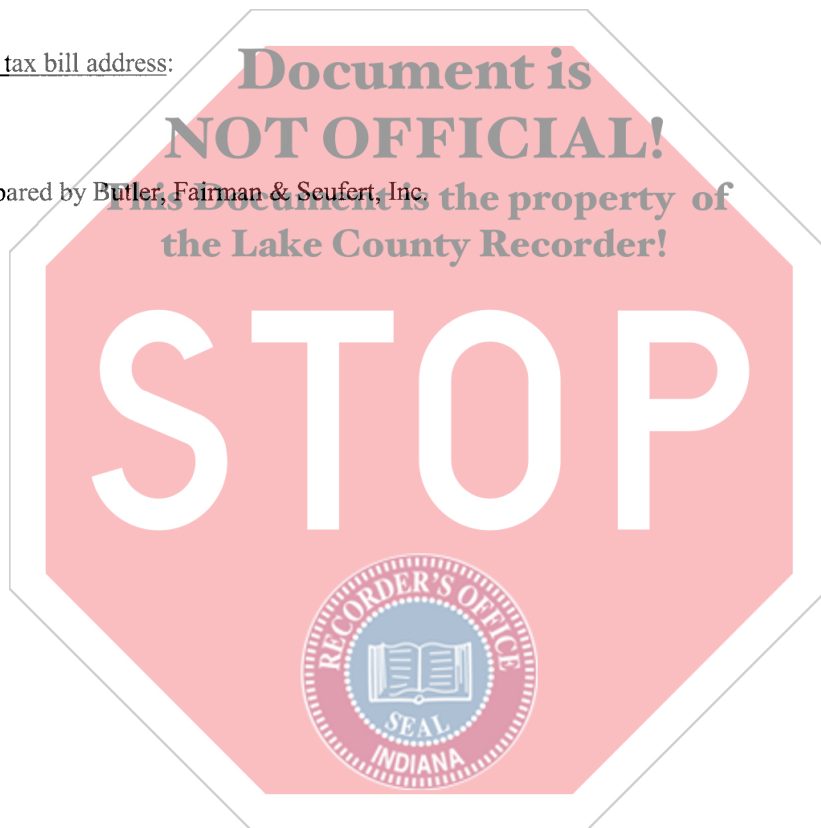 tax bill address:
Document is
NOT OFFICIAL!
pared by Butler, Fairman & Seufert, Inc.
This Document is the property of
the Lake County Recorder!
STOP
RECORDER'S OFFICE
SEAL
INDIANA